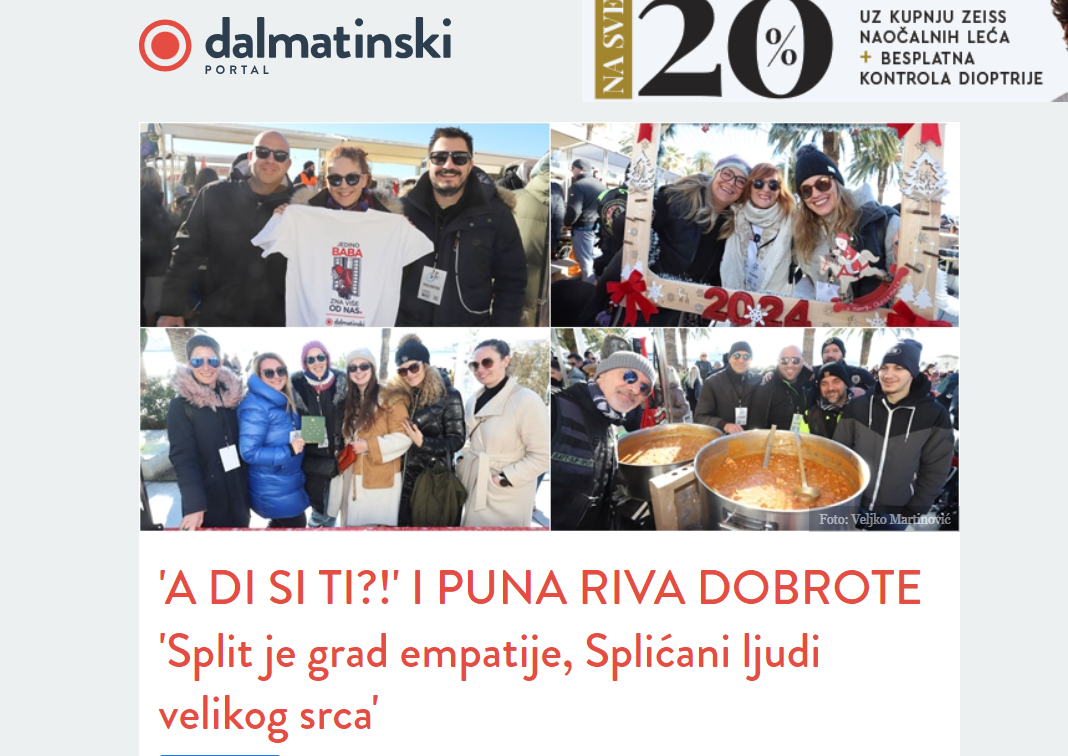 dalmatinski
PORTAL
NA SVE
20%
UZ KUPNJU ZEISS
NAOČALNIH LEĆA
+ BESPLATNA
KONTROLA DIOPTRIJE
JEDINO
BABA
ZNA VIŠE
OD NAS.
dalmatinski
2024
Foto: Veljko Martinović
'A DI SI TI?!' I PUNA RIVA DOBROTE
'Split je grad empatije, Splićani ljudi
velikog srca'